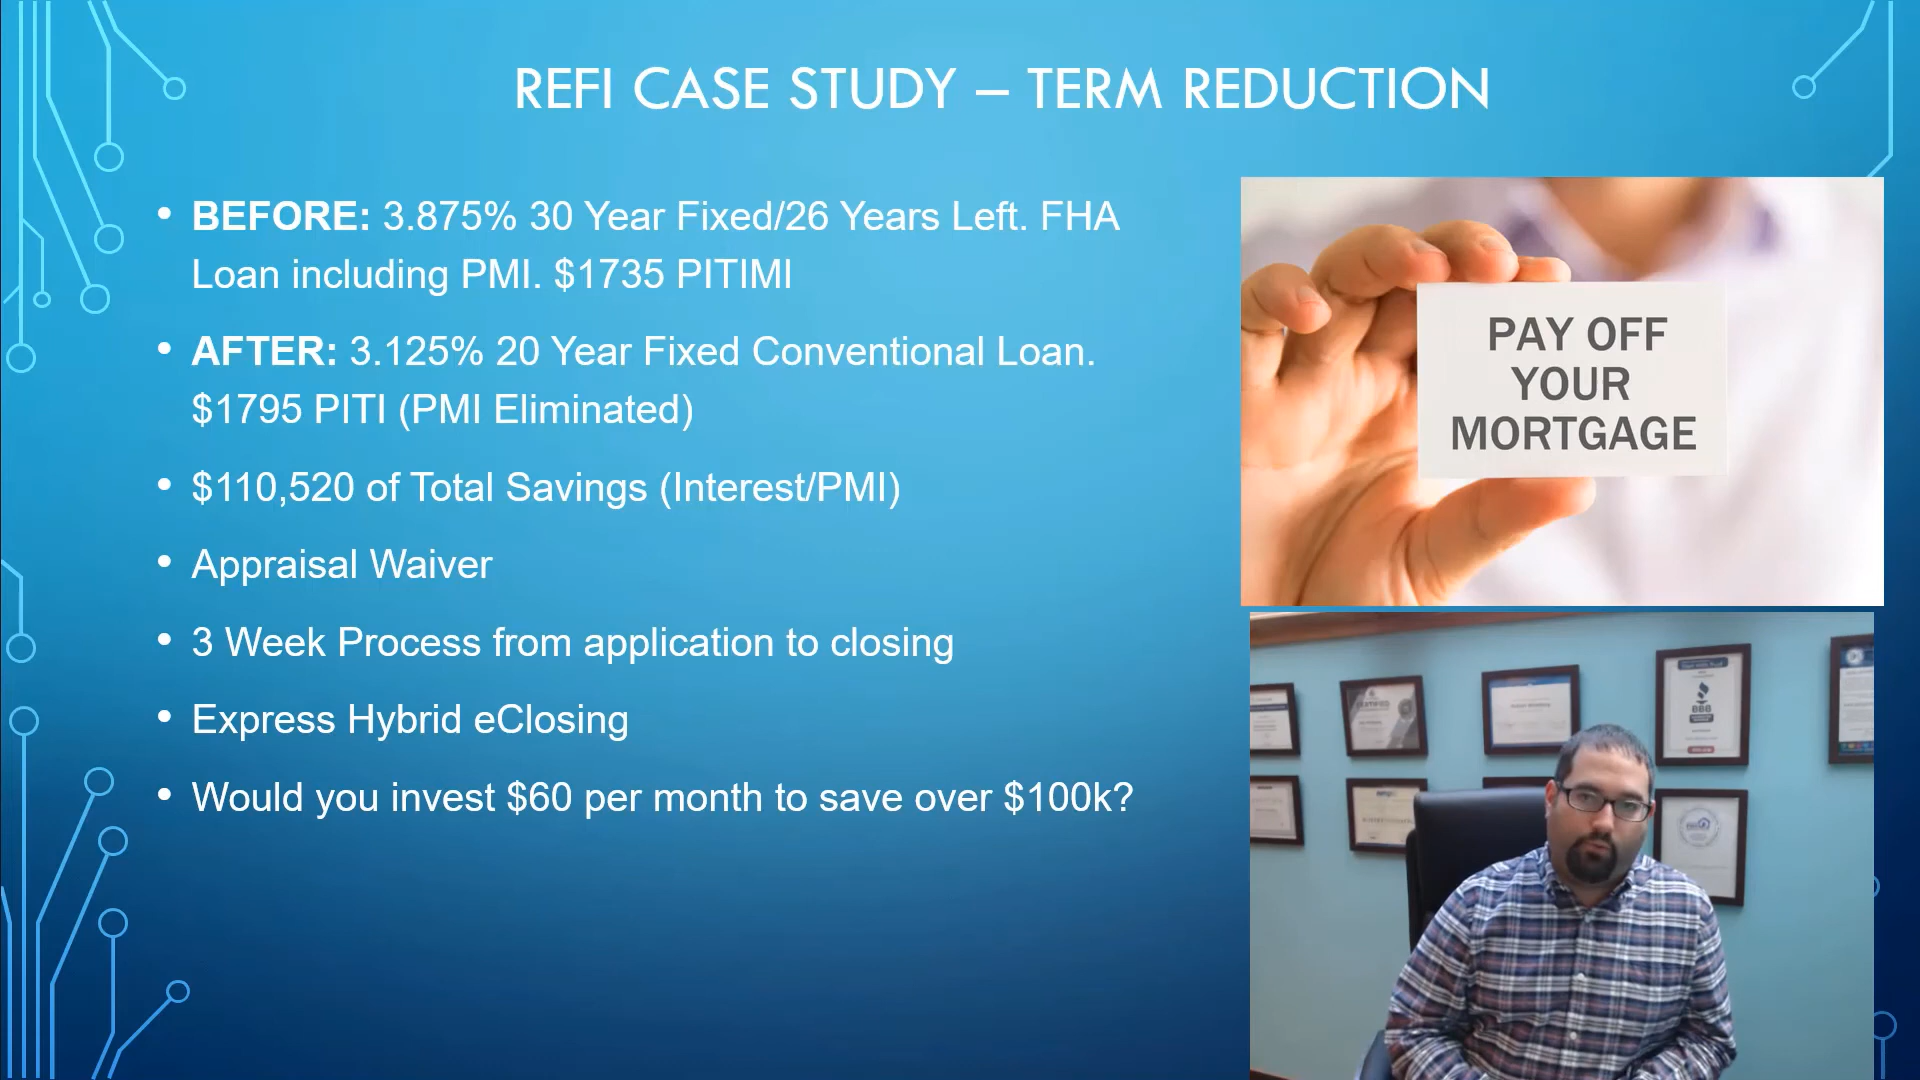 REFI CASE STUDY – TERM REDUCTION
• BEFORE: 3.875% 30 Year Fixed/26 Years Left. FHA
Loan including PMI. $1735 PITIMI
• AFTER: 3.125% 20 Year Fixed Conventional Loan.
$1795 PITI (PMI Eliminated)
• $110,520 of Total Savings (Interest/PMI)
• Appraisal Waiver
• 3 Week Process from application to closing
• Express Hybrid eClosing
• Would you invest $60 per month to save over $100k?
PAY OFF
YOUR
MORTGAGE
BBB